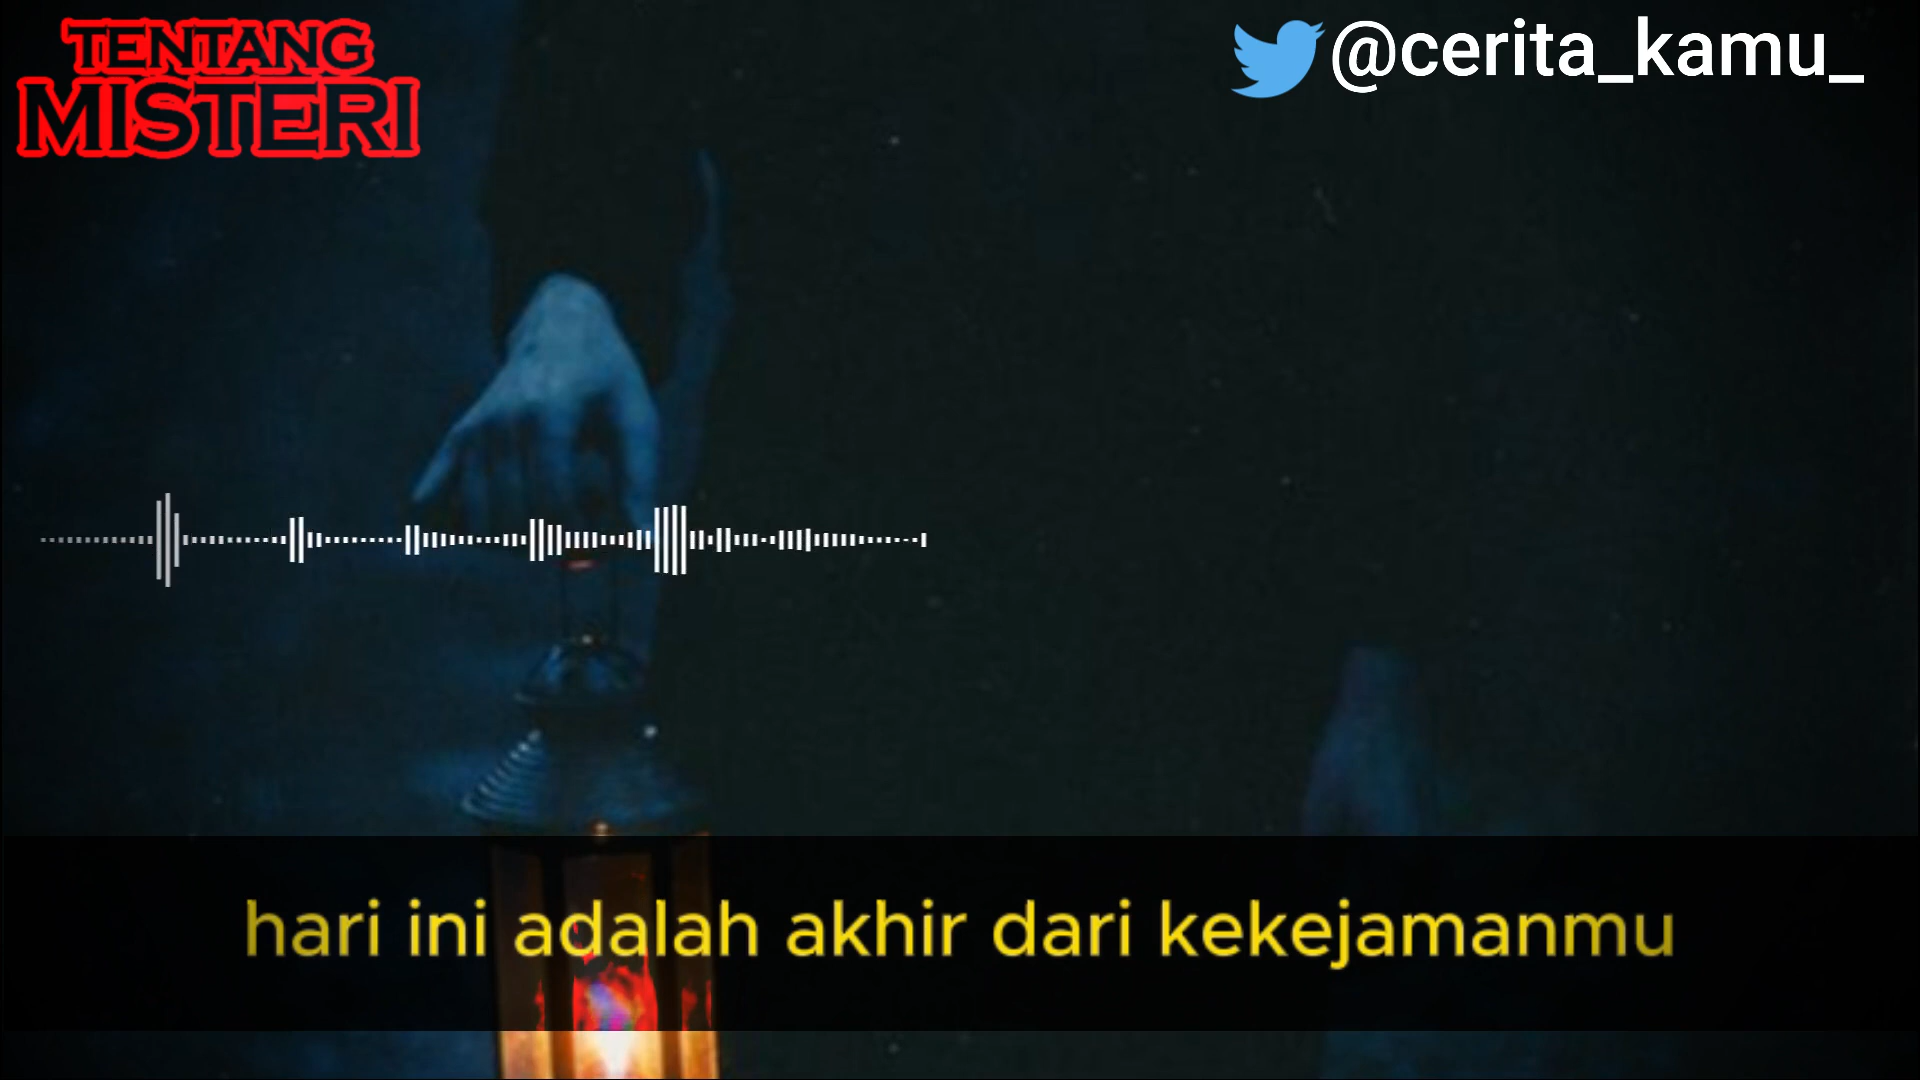 TENTANG
MISTERI
@cerita_kamu_
hari ini adalah akhir dari kekejamanmu